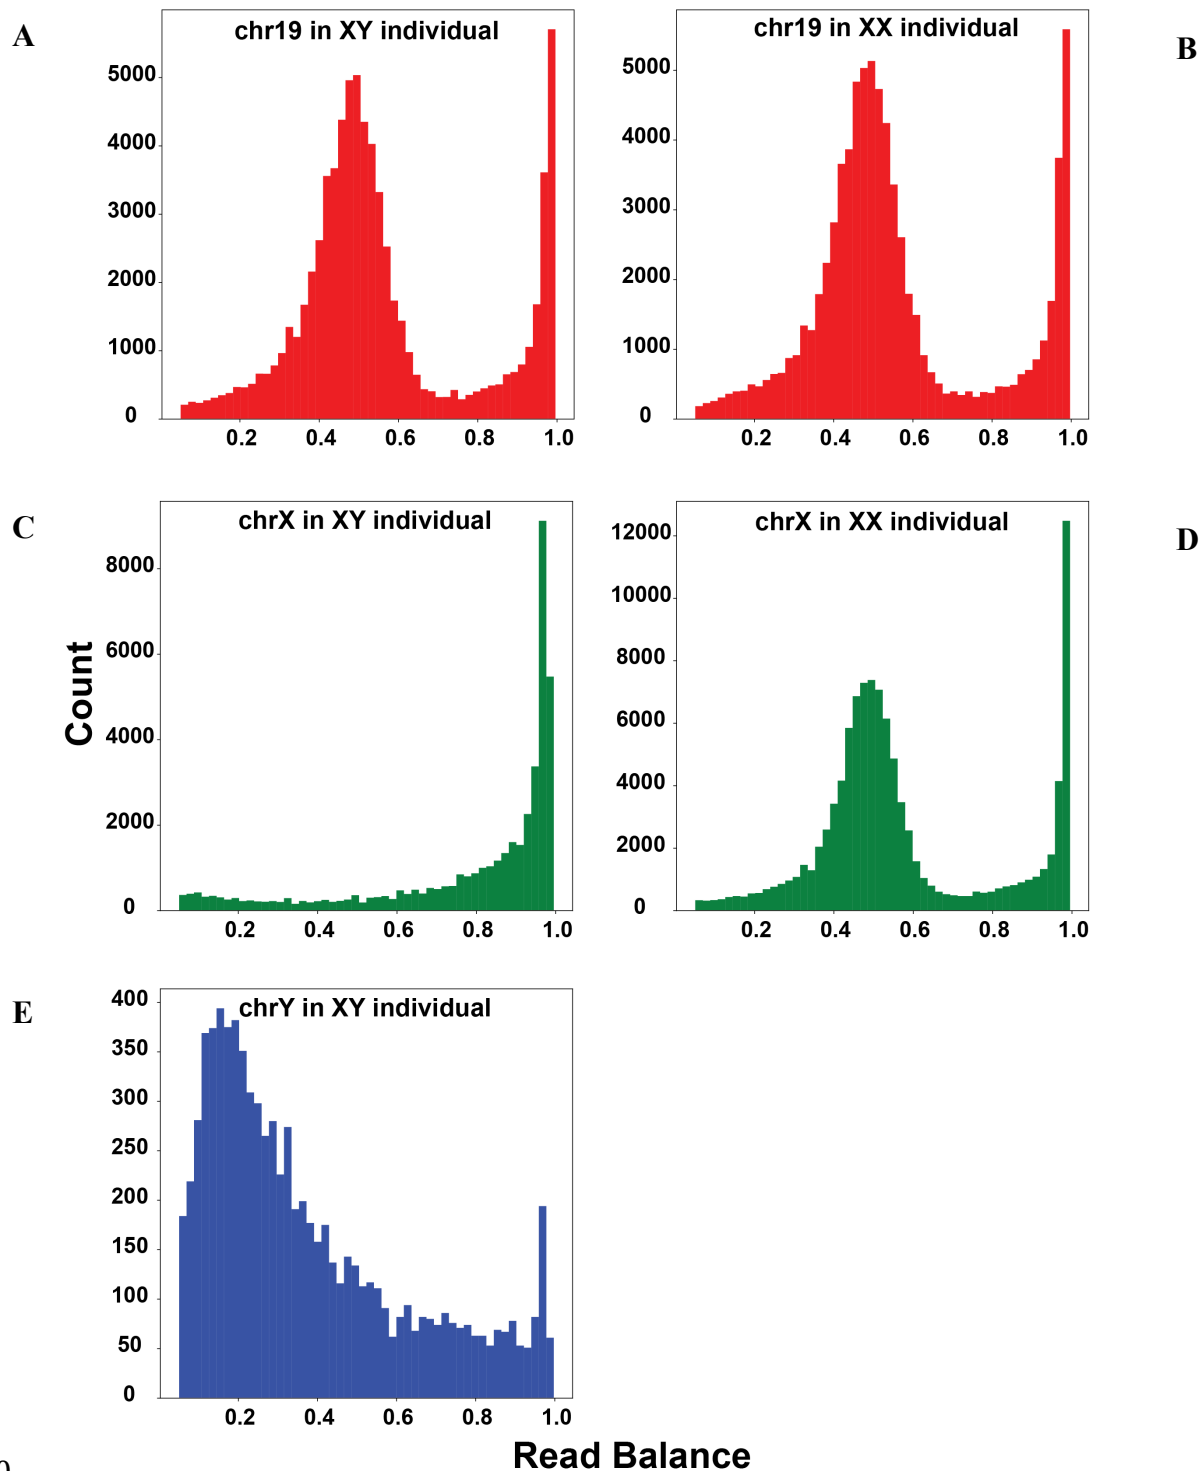 A
chr19 in XY individual
5000
4000
3000
2000
1000
0
0.2 0.4 0.6 0.8 1.0
B
chr19 in XX individual
5000
4000
3000
2000
1000
0
0.2 0.4 0.6 0.8 1.0
C
chrX in XY individual
8000
6000
4000
2000
0
0.2 0.4 0.6 0.8 1.0
D
chrX in XX individual
12000
10000
8000
6000
4000
2000
0
0.2 0.4 0.6 0.8 1.0
Count
E
chrY in XY individual
400
350
300
250
200
150
100
50
0
0.2 0.4 0.6 0.8 1.0
Read Balance